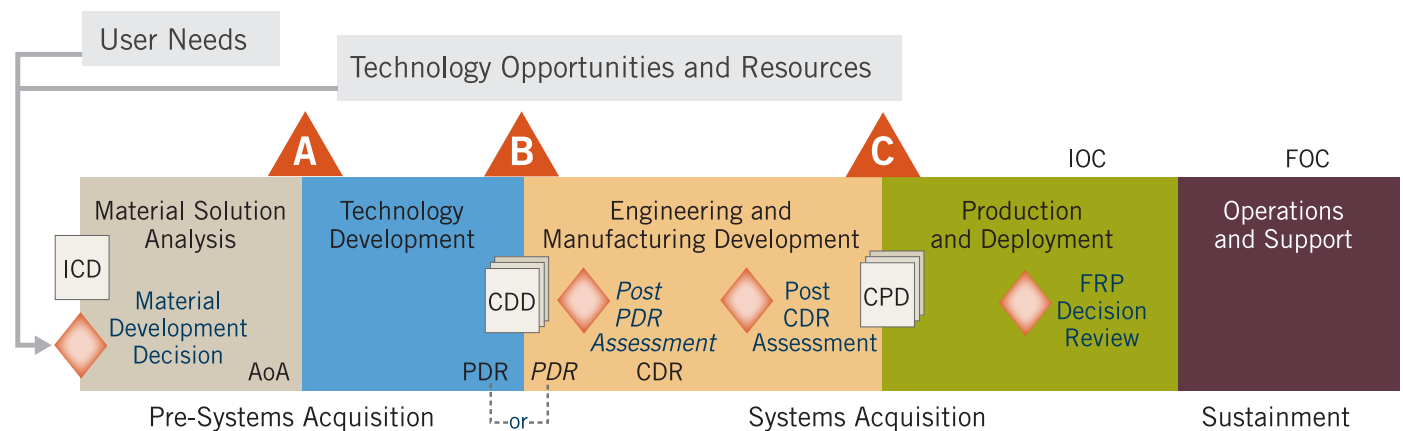 User Needs
Technology Opportunities and Resources
A
B
C
IOC
FOC
Material Solution
Analysis
Technology
Development
Engineering and
Manufacturing Development
Production
and Deployment
Operations
and Support
ICD
Material
Development
Decision
AoA
CDD
PDR
PDR
Post
PDR
Assessment
CDR
Post
CDR
Assessment
CPD
FRP
Decision
Review
Pre-Systems Acquisition
or
Systems Acquisition
Sustainment